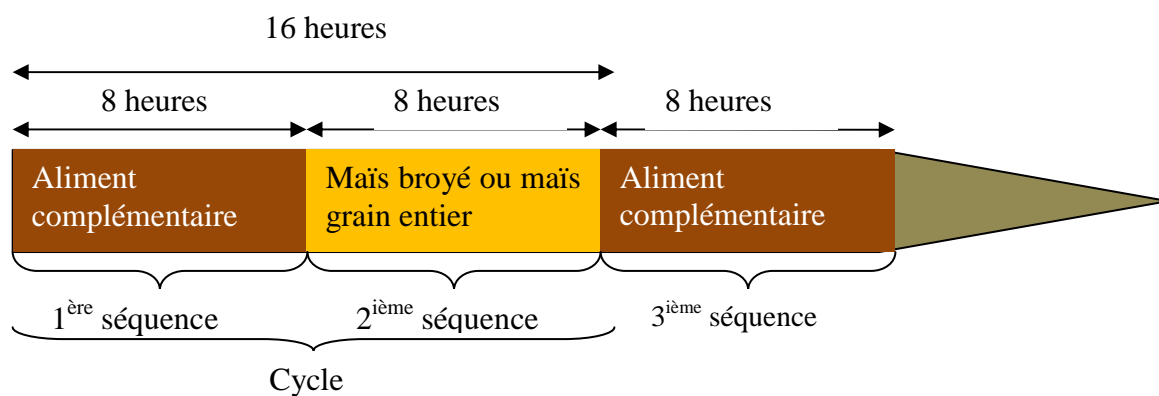 16 heures
8 heures 8 heures 8 heures
Aliment complémentaire
Maïs broyé ou maïs grain entier
Aliment complémentaire
1ère séquence 2ième séquence 3ième séquence
Cycle